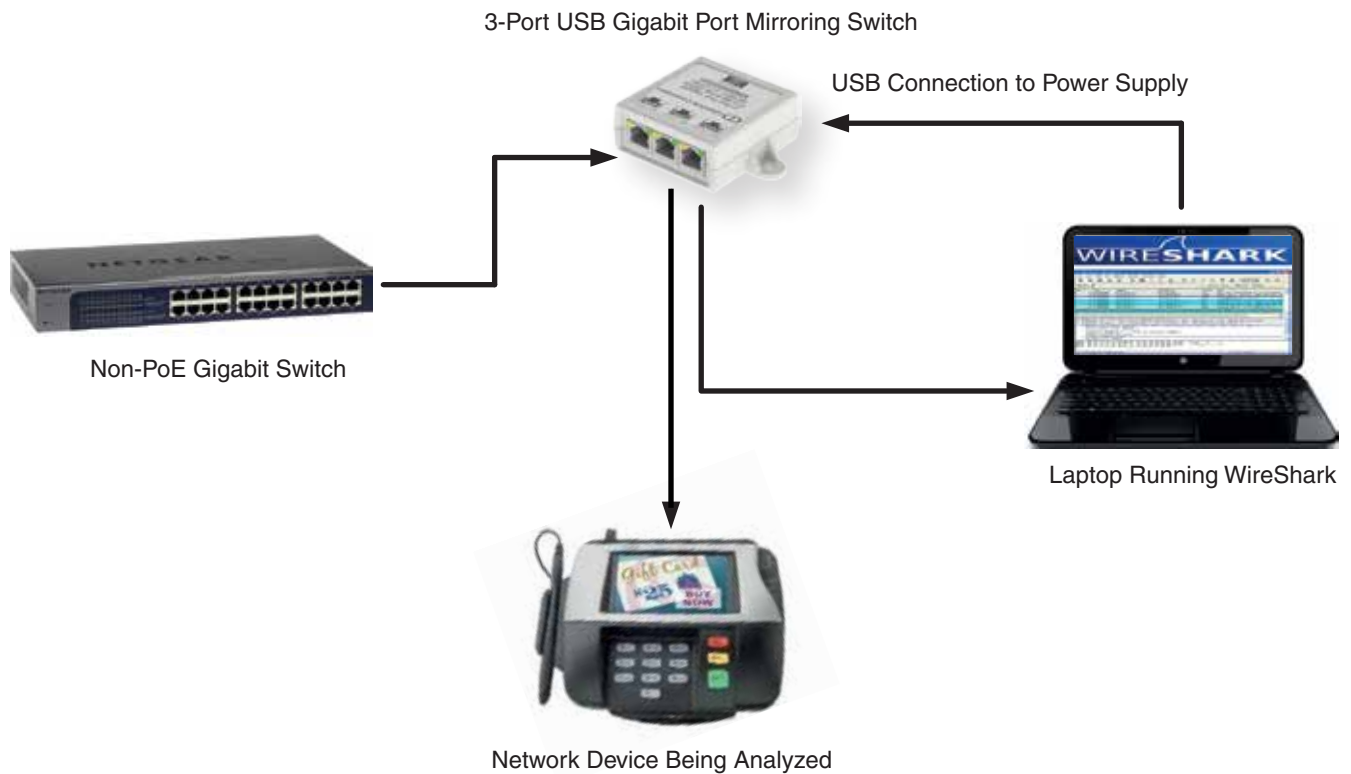 3-Port USB Gigabit Port Mirroring Switch
USB Connection to Power Supply
NETGEAR
Non-PoE Gigabit Switch
WIRESHARK
Laptop Running WireShark
Gift Card
$25
BUY
NOW
Network Device Being Analyzed